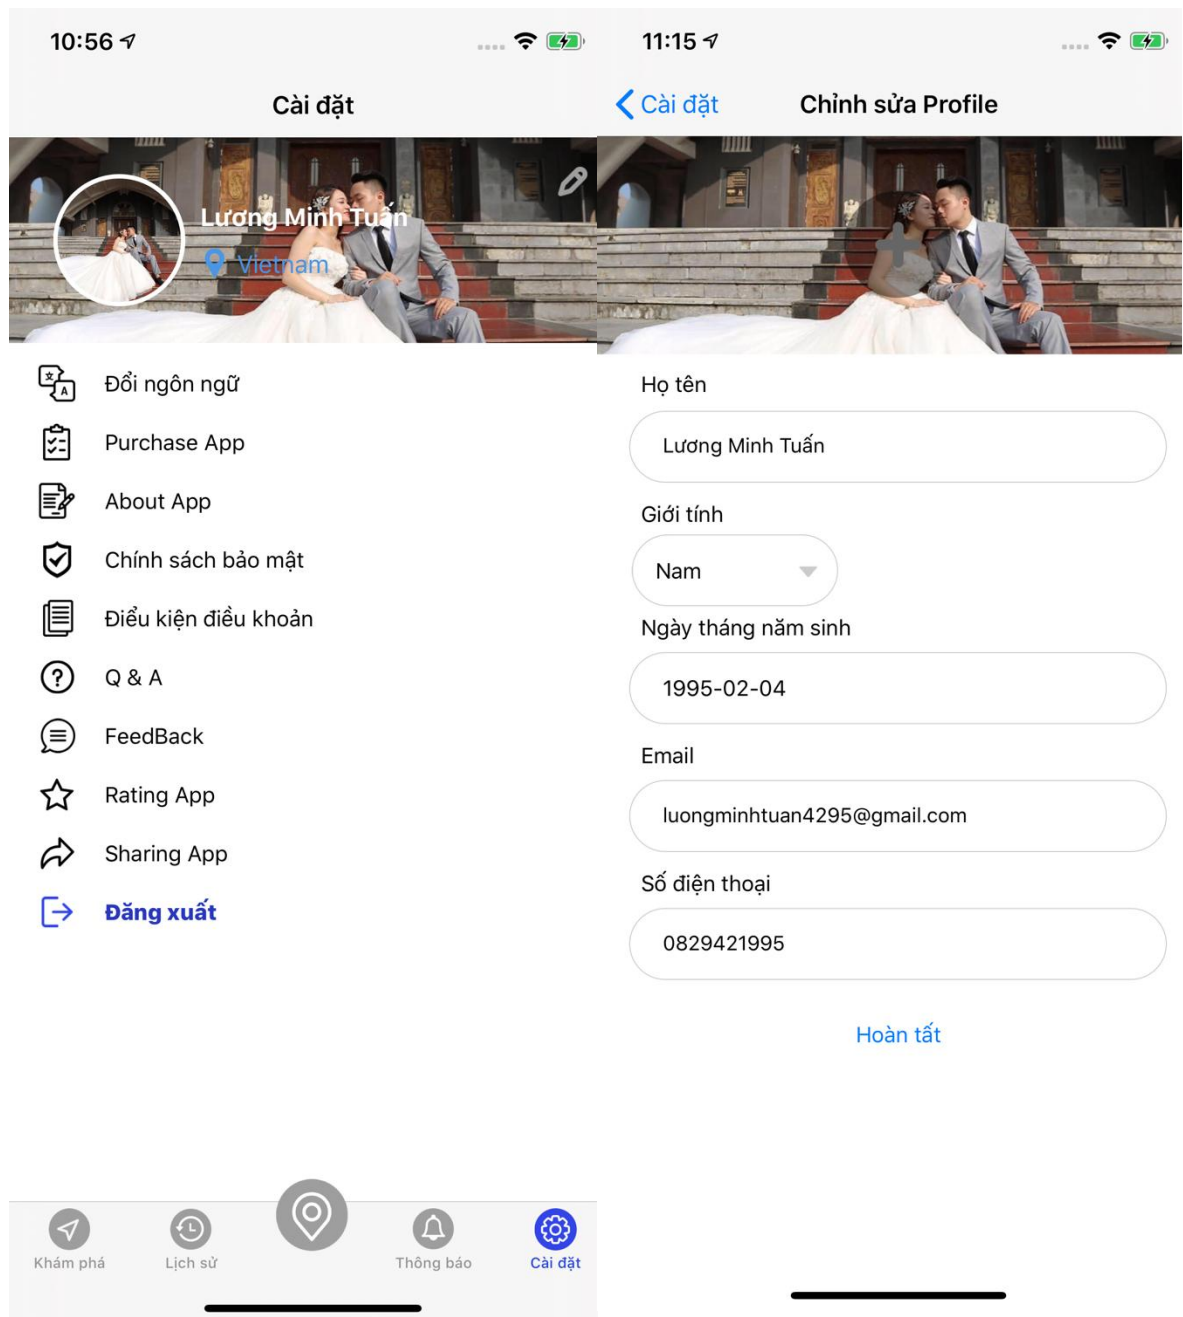 10:56
Cài đặt
Lương Minh Tuấn
Vietnam
Đổi ngôn ngữ
Purchase App
About App
Chính sách bảo mật
Điểu kiện điều khoản
Q & A
FeedBack
Rating App
Sharing App
Đăng xuất
Khám phá
Lịch sử
Thông báo
Cài đặt
11:15
Cài đặt
Chỉnh sửa Profile
Họ tên
Lương Minh Tuấn
Giới tính
Nam
Ngày tháng năm sinh
1995-02-04
Email
luongminhtuan4295@gmail.com
Số điện thoại
0829421995
Hoàn tất